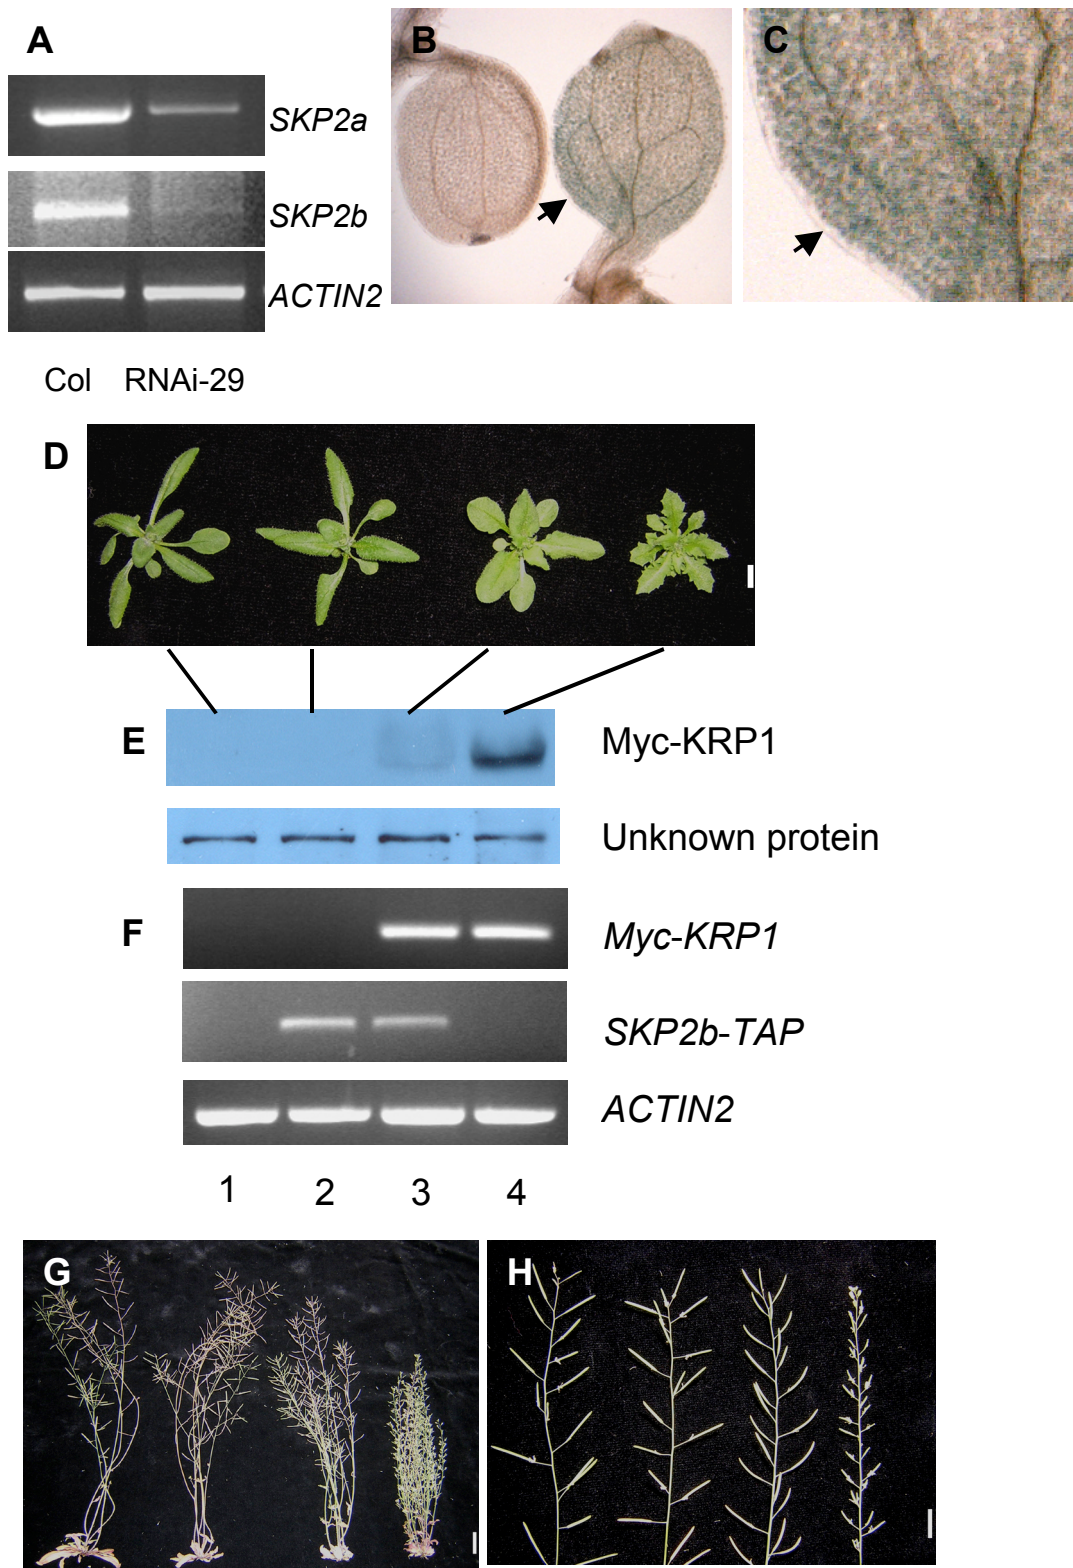 A
B
C
SKP2a
SKP2b
ACTIN2
Col RNAi-29
D
E
Myc-KRP1
Unknown protein
F
Myc-KRP1
SKP2b-TAP
ACTIN2
1 2 3 4
G
H